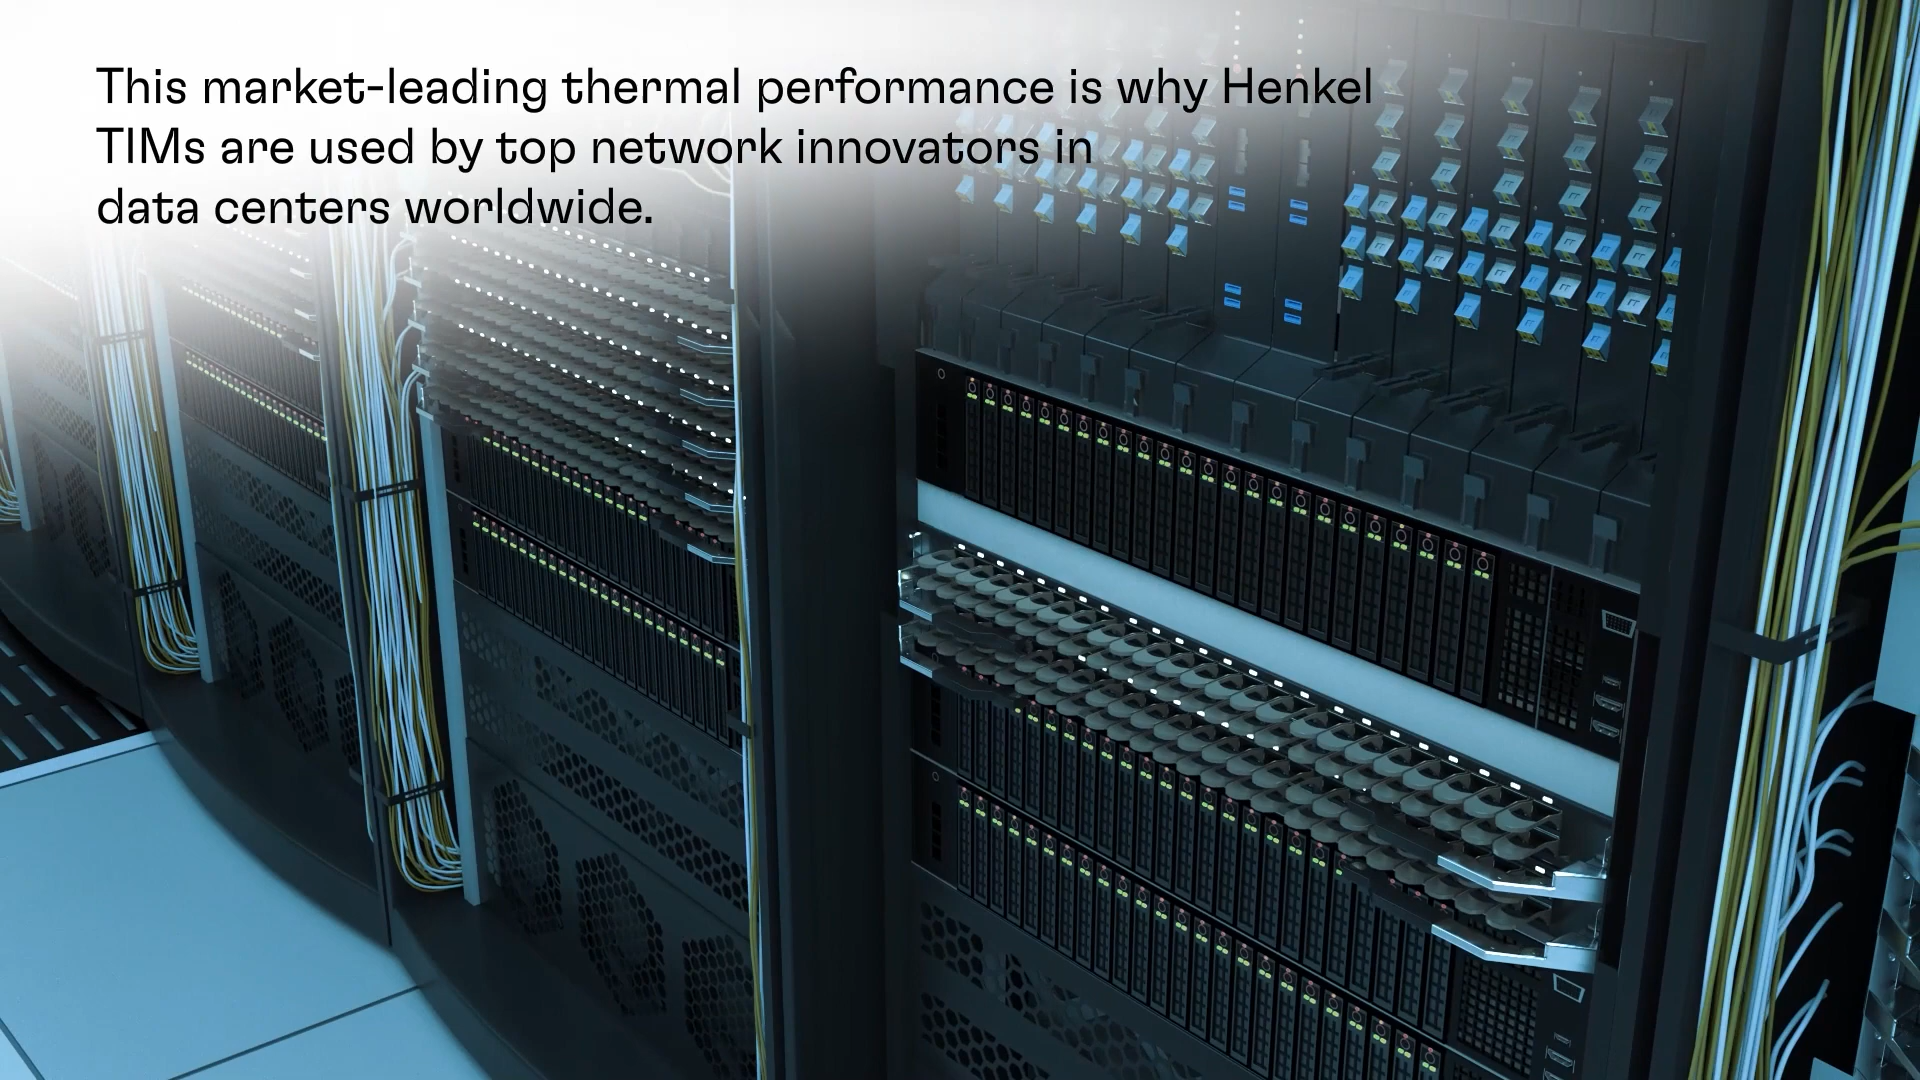 This market-leading thermal performance is why Henkel
TIMs are used by top network innovators in
data centers worldwide.